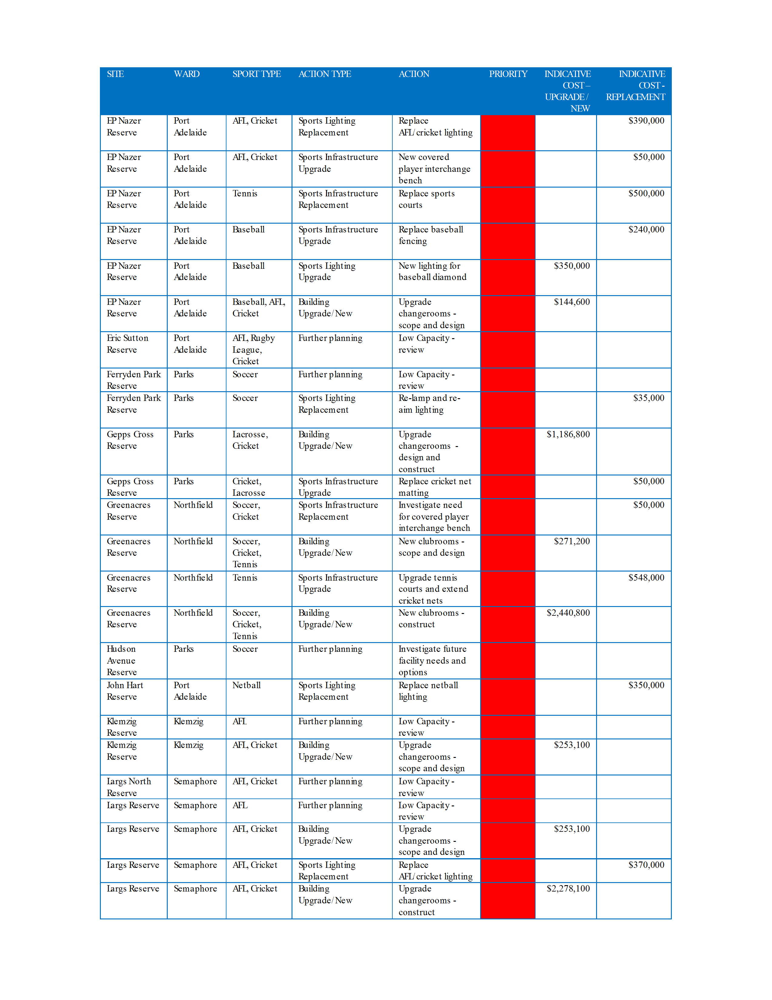 SITE WARD SPORT TYPE ACTION TYPE ACTION PRIORITY INDICATIVE COST – UPGRADE / NEW INDICATIVE COST - REPLACEMENT
EP Nazer Reserve Port Adelaide AFL, Cricket Sports Lighting Replacement Replace AFL/cricket lighting $390,000
EP Nazer Reserve Port Adelaide AFL, Cricket Sports Infrastructure Upgrade New covered player interchange bench $50,000
EP Nazer Reserve Port Adelaide Tennis Sports Infrastructure Replacement Replace sports courts $500,000
EP Nazer Reserve Port Adelaide Baseball Sports Infrastructure Upgrade Replace baseball fencing $240,000
EP Nazer Reserve Port Adelaide Baseball Sports Lighting Upgrade New lighting for baseball diamond $350,000
EP Nazer Reserve Port Adelaide Baseball, AFL, Cricket Building Upgrade/New Upgrade changerooms - scope and design $144,600
Eric Sutton Reserve Port Adelaide AFL, Rugby League, Cricket Further planning Low Capacity - review
Ferryden Park Reserve Parks Soccer Further planning Low Capacity - review
Ferryden Park Reserve Parks Soccer Sports Lighting Replacement Re-lamp and re-aim lighting $35,000
Gepps Cross Reserve Parks Lacrosse, Cricket Building Upgrade/New Upgrade changerooms - design and construct $1,186,800
Gepps Cross Reserve Parks Cricket, Lacrosse Sports Infrastructure Upgrade Replace cricket net matting $50,000
Greenacres Reserve Northfield Soccer, Cricket Sports Infrastructure Replacement Investigate need for covered player interchange bench $50,000
Greenacres Reserve Northfield Soccer, Cricket, Tennis Building Upgrade/New New clubrooms - scope and design $271,200
Greenacres Reserve Northfield Tennis Sports Infrastructure Upgrade Upgrade tennis courts and extend cricket nets $548,000
Greenacres Reserve Northfield Soccer, Cricket, Tennis Building Upgrade/New New clubrooms - construct $2,440,800
Hudson Avenue Reserve Parks Soccer Further planning Investigate future facility needs and options
John Hart Reserve Port Adelaide Netball Sports Lighting Replacement Replace netball lighting $350,000
Klemzig Reserve Klemzig AFL Further planning Low Capacity - review
Klemzig Reserve Klemzig AFL, Cricket Building Upgrade/New Upgrade changerooms - scope and design $253,100
Largs North Reserve Semaphore AFL, Cricket Further planning Low Capacity - review
Largs Reserve Semaphore AFL Further planning Low Capacity - review
Largs Reserve Semaphore AFL, Cricket Building Upgrade/New Upgrade changerooms - scope and design $253,100
Largs Reserve Semaphore AFL, Cricket Sports Lighting Replacement Replace AFL/cricket lighting $370,000
Largs Reserve Semaphore AFL, Cricket Building Upgrade/New Upgrade changerooms - construct $2,278,100